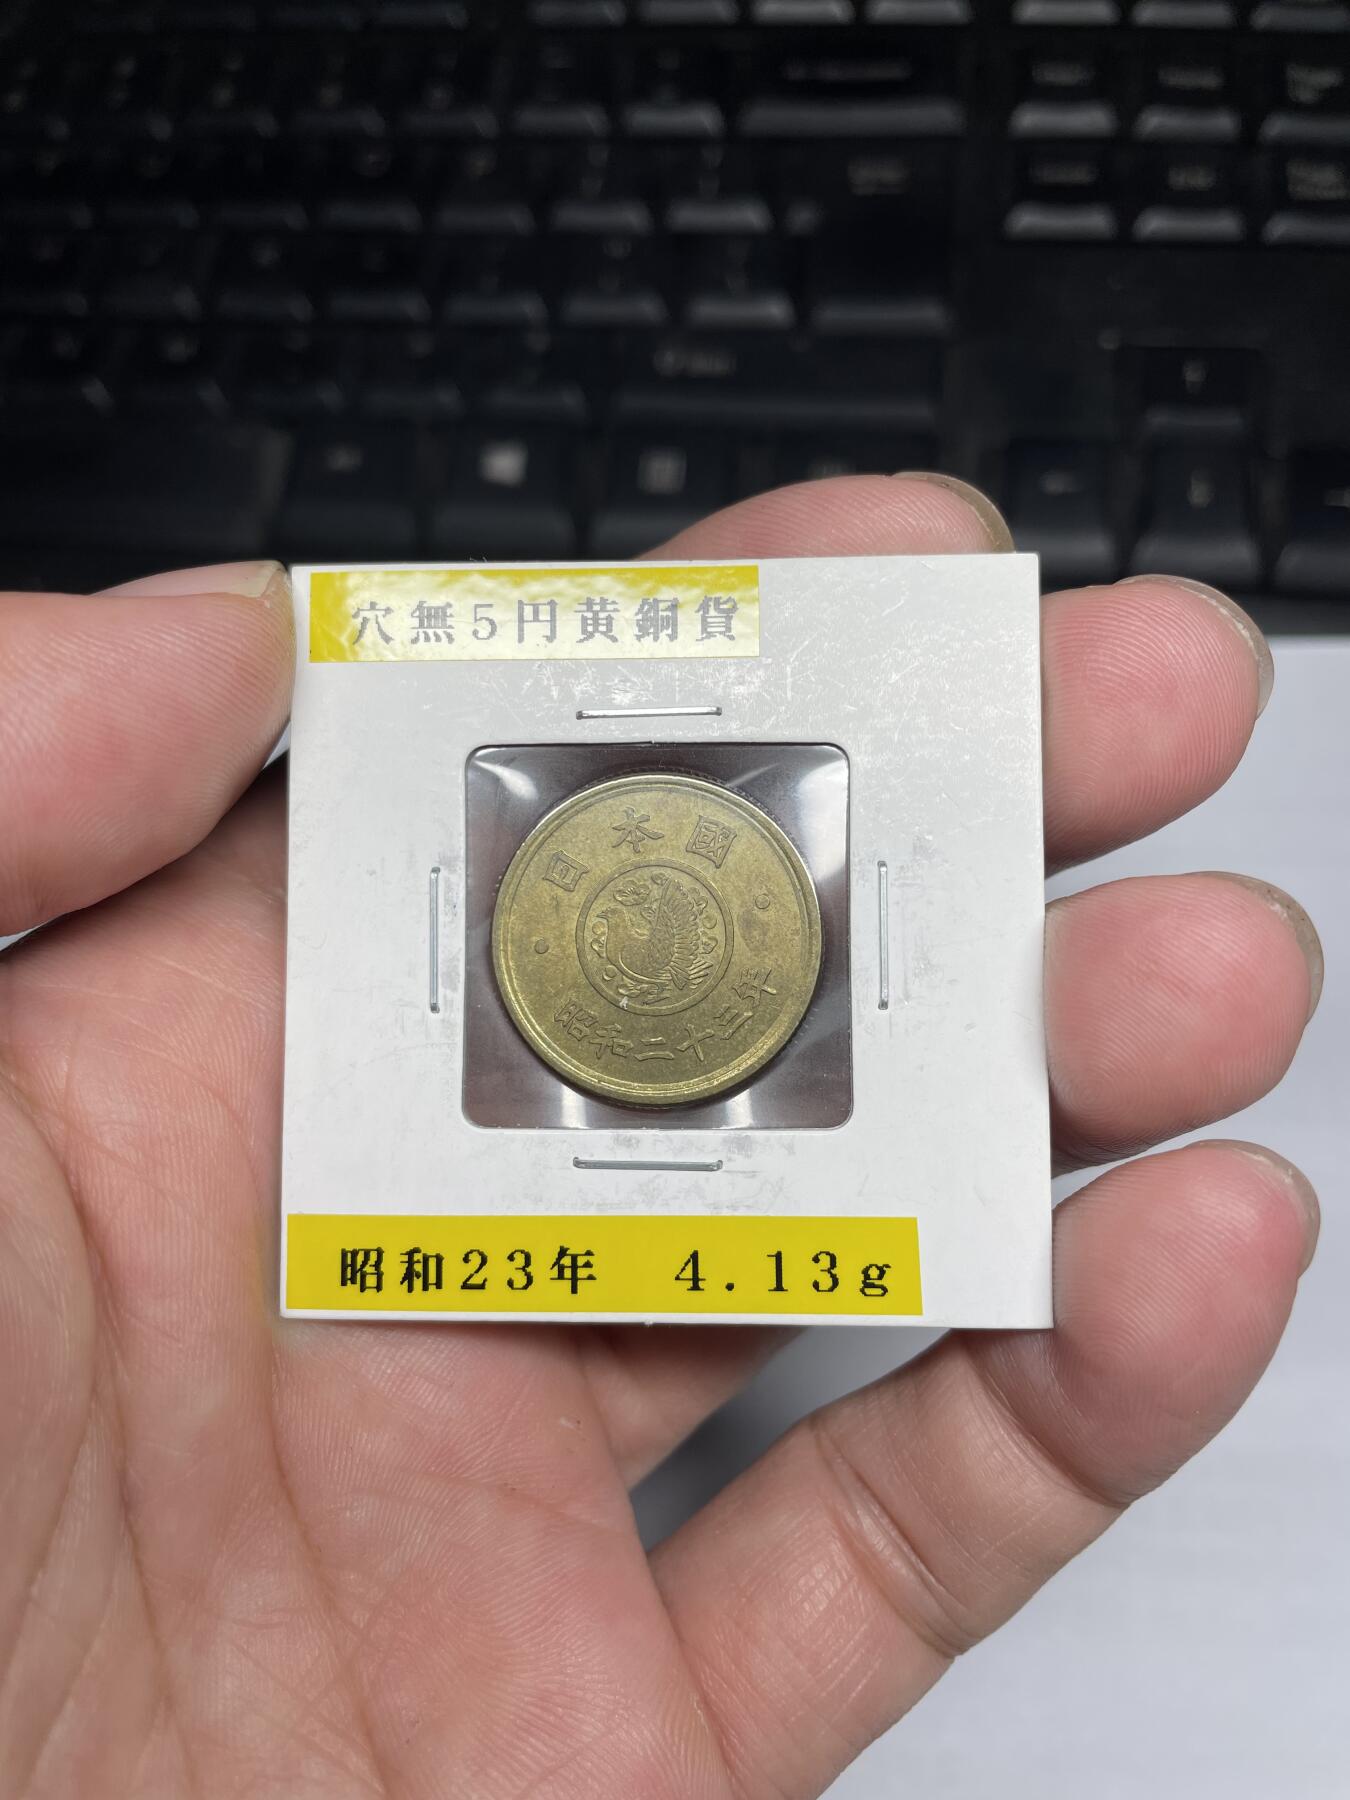 穴無5円黄銅貨
日本國
昭和二十三年
昭和23年 4.13g